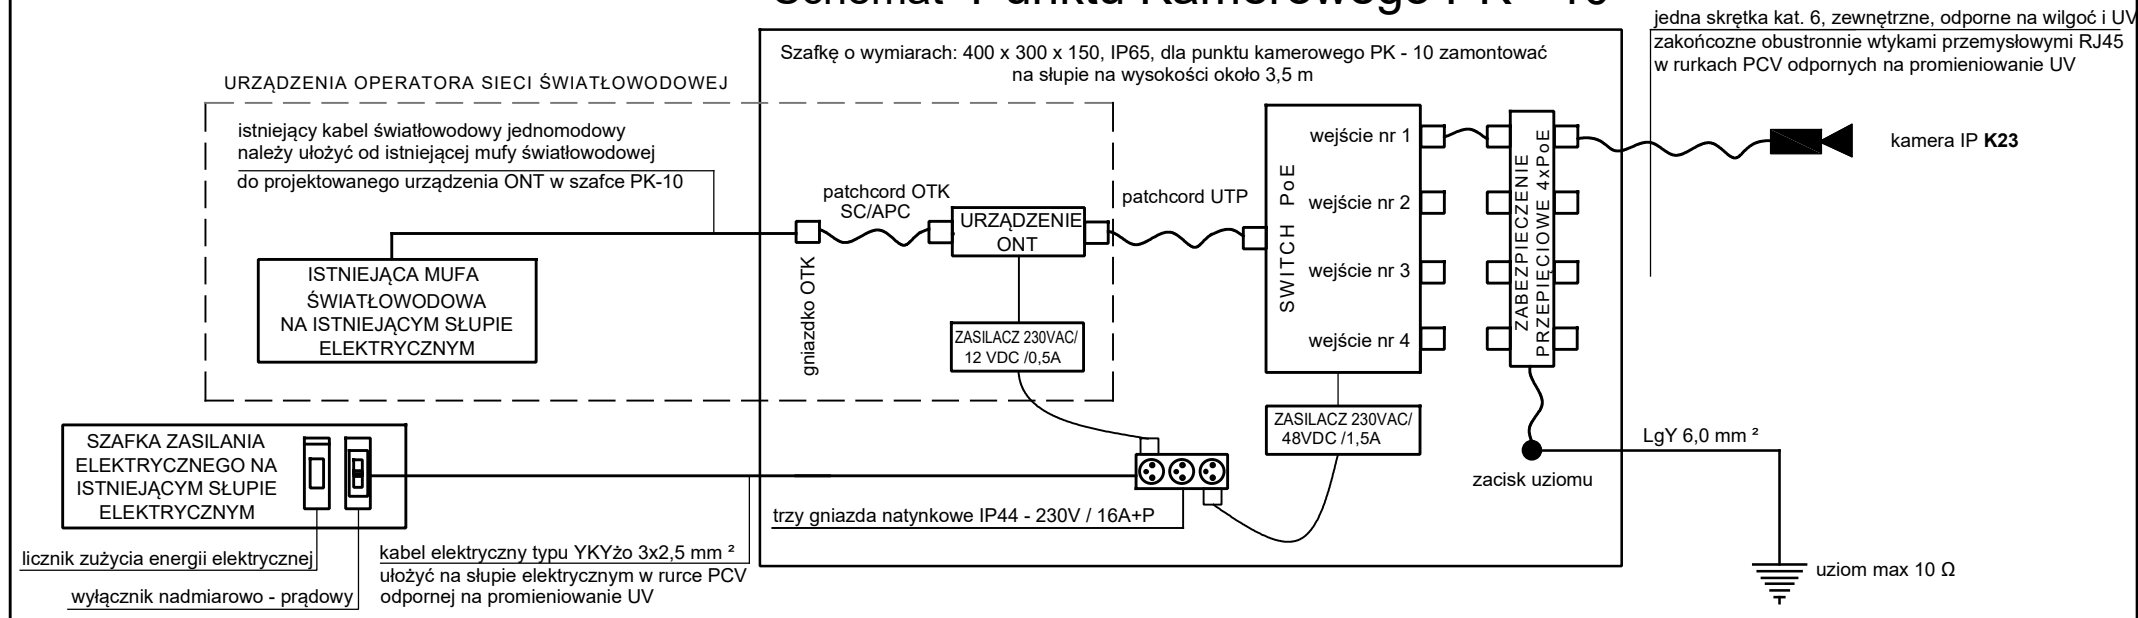 Schemat Punktu Kamerowego PK - 10
jedna skrętka kat. 6, zewnętrzne, odporne na wilgoć i UV
zakońcozne obustronnie wtykami przemysłowymi RJ45
w rurkach PCV odpornych na promieniowanie UV
Szafkę o wymiarach: 400 x 300 x 150, IP65, dla punktu kamerowego PK - 10 zamontować
na słupie na wysokości około 3,5 m
URZĄDZENIA OPERATORA SIECI ŚWIATŁOWODOWEJ
istniejący kabel światłowodowy jednomodowy
należy ułożyć od istniejącej mufy światłowodowej
do projektowanego urządzenia ONT w szafce PK-10
patchcord OTK
SC/APC
URZĄDZENIE
ONT
patchcord UTP
SWITCH PoE
wejście nr 1
wejście nr 2
wejście nr 3
wejście nr 4
ZABEZPIECZENIE
PRZEPIĘCIOWE 4xPoE
kamera IP K23
ISTNIEJĄCA MUFA
ŚWIATŁOWODOWA
NA ISTNIEJĄCYM SŁUPIE
ELEKTRYCZNYM
gniazdko OTK
ZASILACZ 230VAC/
12 VDC /0,5A
ZASILACZ 230VAC/
48VDC /1,5A
SZAFKA ZASILANIA
ELEKTRYCZNEGO NA
ISTNIEJĄCYM SŁUPIE
ELEKTRYCZNYM
LgY 6,0 mm ²
zacisk uziomu
trzy gniazda natynkowe IP44 - 230V / 16A+P
licznik zużycia energii elektrycznej
wyłącznik nadmiarowo - prądowy
kabel elektryczny typu YKYżo 3x2,5 mm ²
ułożyć na słupie elektrycznym w rurce PCV
odpornej na promieniowanie UV
uziom max 10 Ω